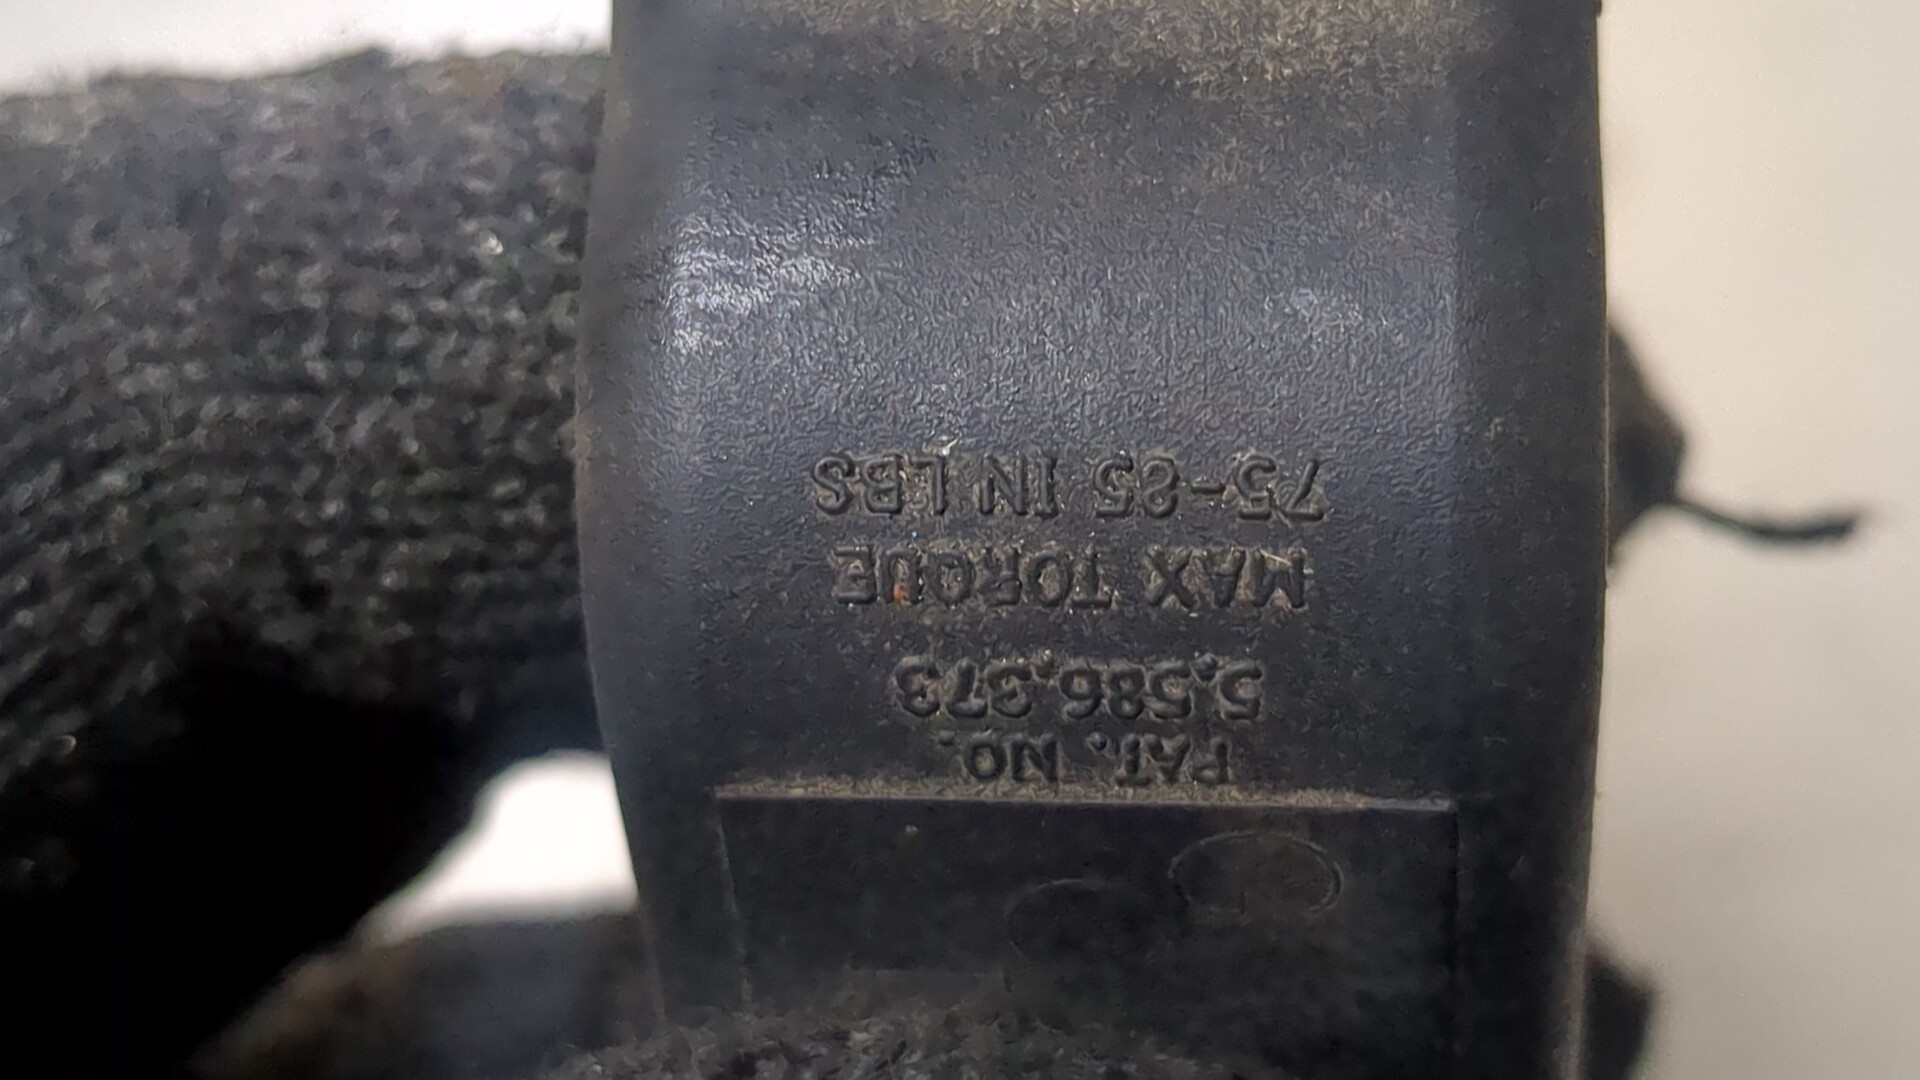 PAT. NO.
5,586,373
MAX TORQUE
75-85 IN LBS